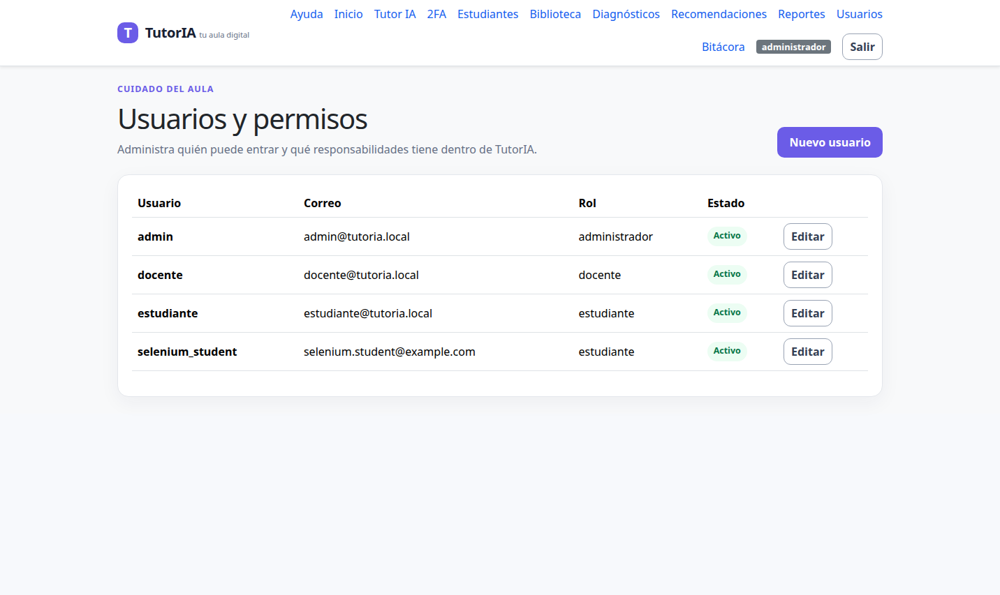 T TutorIA tu aula digital
Ayuda Inicio Tutor IA 2FA Estudiantes Biblioteca Diagnósticos Recomendaciones Reportes Usuarios
Bitácora administrador Salir
CUIDADO DEL AULA
Usuarios y permisos
Administra quién puede entrar y qué responsabilidades tiene dentro de TutorIA.
Nuevo usuario
Usuario Correo Rol Estado
admin admin@tutoria.local administrador Activo Editar
docente docente@tutoria.local docente Activo Editar
estudiante estudiante@tutoria.local estudiante Activo Editar
selenium_student selenium.student@example.com estudiante Activo Editar